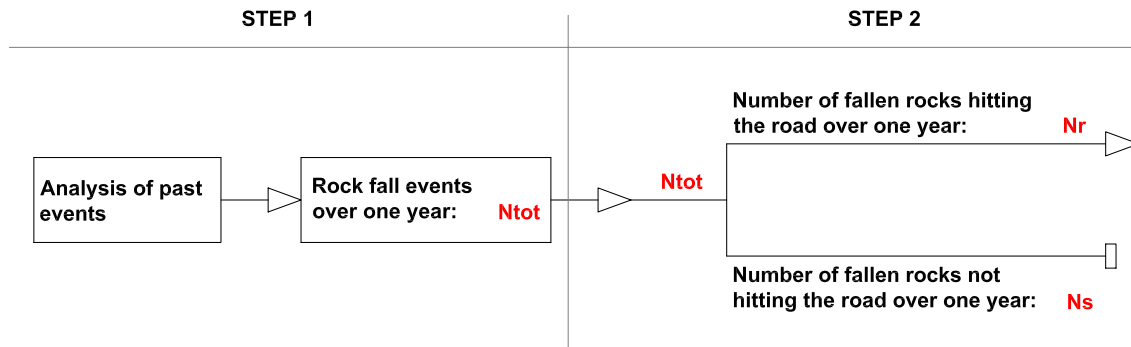 STEP 1
STEP 2
Analysis of past
events
Rock fall events
over one year: Ntot
Ntot
Number of fallen rocks hitting
the road over one year: Nr
Number of fallen rocks not
hitting the road over one year: Ns